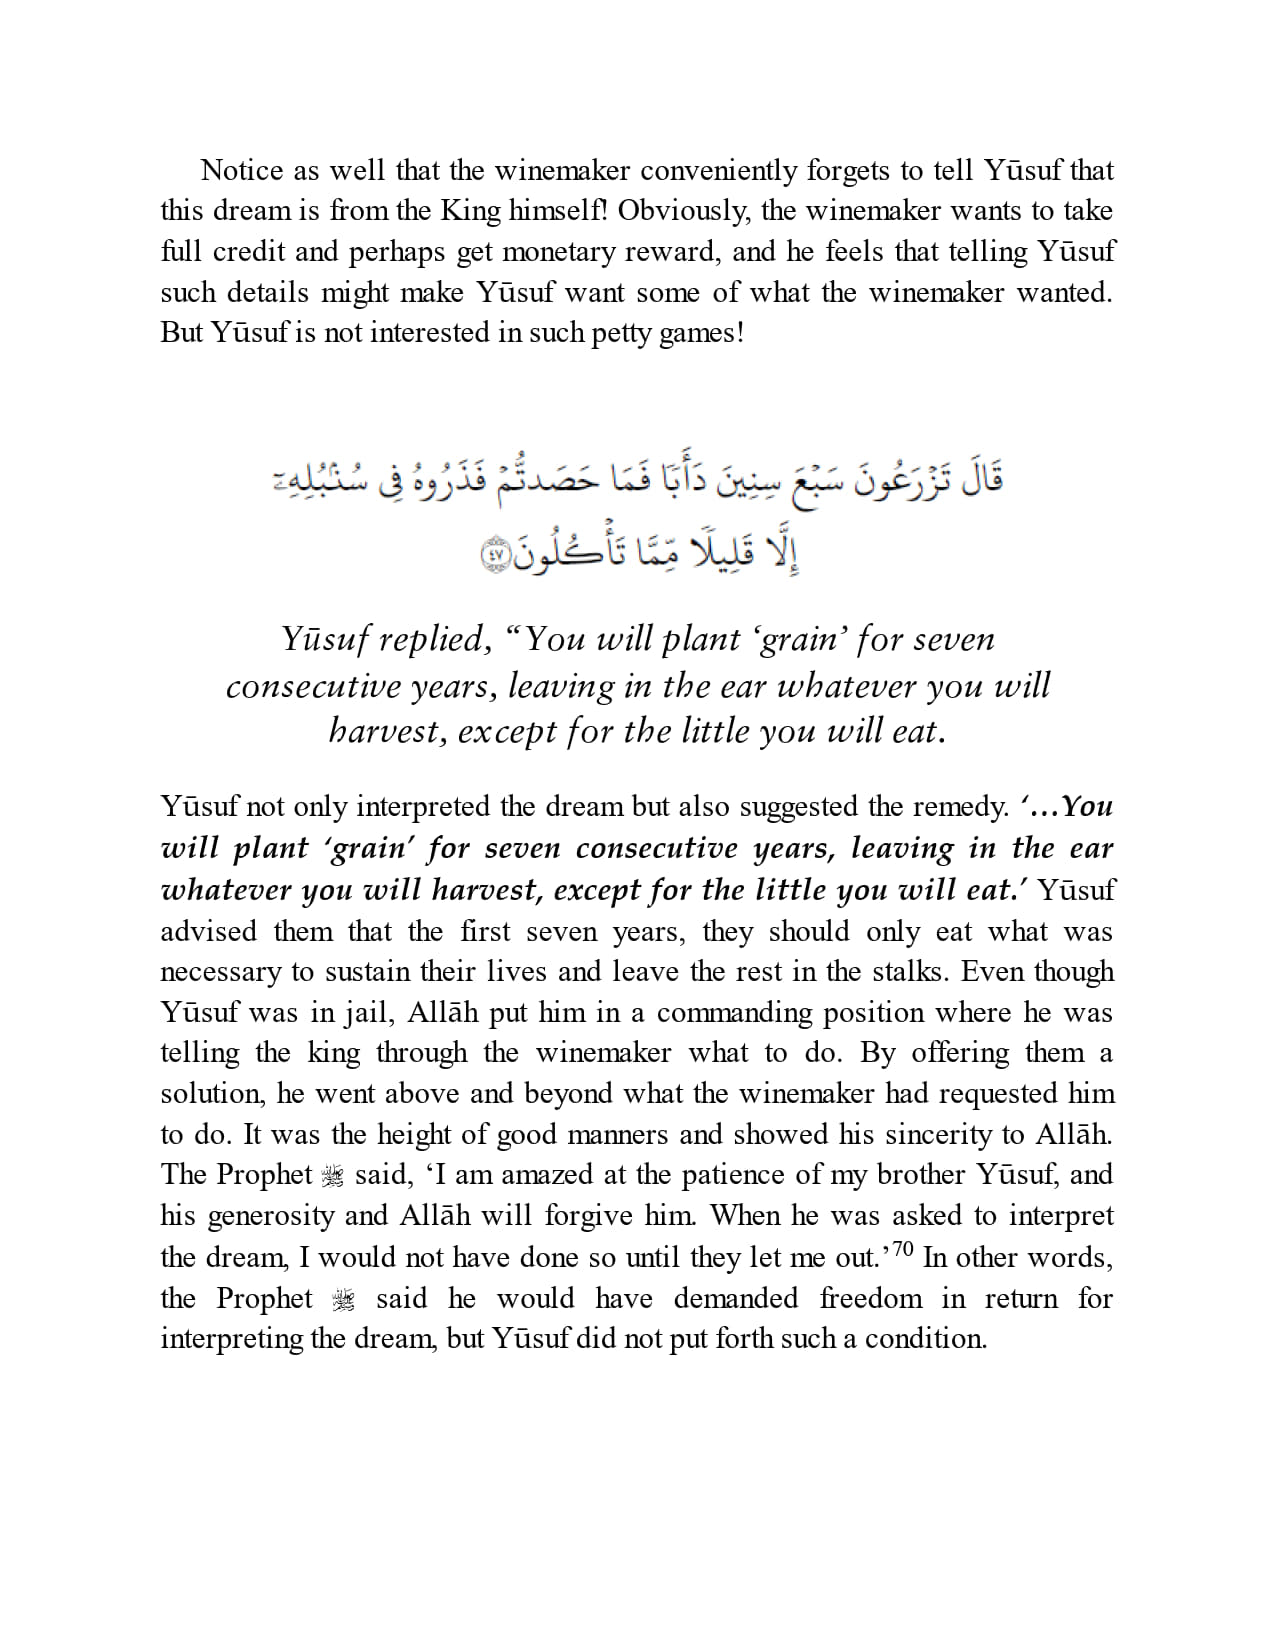 Notice as well that the winemaker conveniently forgets to tell Yūsuf that
this dream is from the King himself! Obviously, the winemaker wants to take
full credit and perhaps get monetary reward, and he feels that telling Yūsuf
such details might make Yūsuf want some of what the winemaker wanted.
But Yūsuf is not interested in such petty games!
قَالَ تَزْرَعُونَ سَبْعَ سِنِينَ دَأَبًا فَمَا حَصَدتُّمْ فَذَرُوهُ فِى سُنۢبُلِهِۦٓ
إِلَّا قَلِيلًا مِّمَّا تَأْكُلُونَ ٤٧
Yūsuf replied, “You will plant ‘grain’ for seven
consecutive years, leaving in the ear whatever you will
harvest, except for the little you will eat.
Yūsuf not only interpreted the dream but also suggested the remedy. ‘…You
will plant ‘grain’ for seven consecutive years, leaving in the ear
whatever you will harvest, except for the little you will eat.’ Yūsuf
advised them that the first seven years, they should only eat what was
necessary to sustain their lives and leave the rest in the stalks. Even though
Yūsuf was in jail, Allāh put him in a commanding position where he was
telling the king through the winemaker what to do. By offering them a
solution, he went above and beyond what the winemaker had requested him
to do. It was the height of good manners and showed his sincerity to Allāh.
The Prophet ﷺ said, ‘I am amazed at the patience of my brother Yūsuf, and
his generosity and Allāh will forgive him. When he was asked to interpret
the dream, I would not have done so until they let me out.’70 In other words,
the Prophet ﷺ said he would have demanded freedom in return for
interpreting the dream, but Yūsuf did not put forth such a condition.